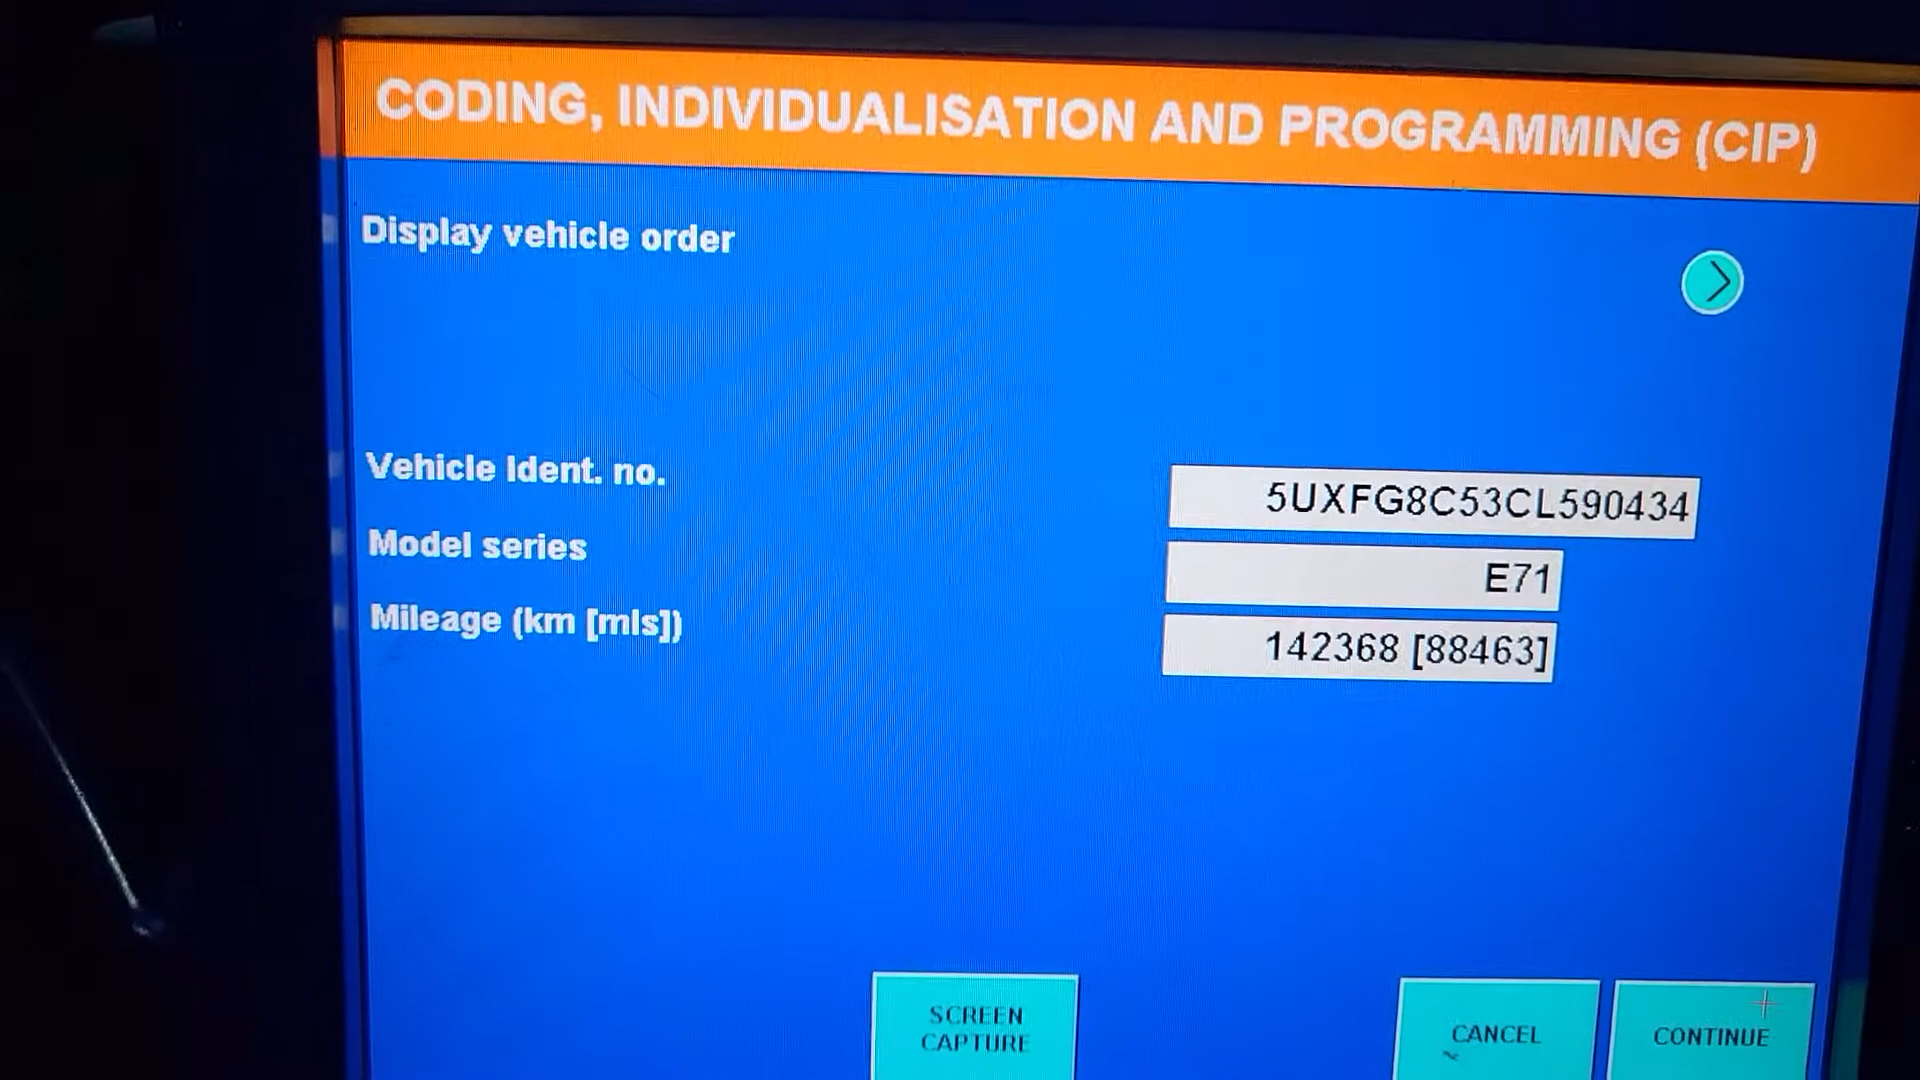 CODING, INDIVIDUALISATION AND PROGRAMMING (CIP)
Display vehicle order
Vehicle Ident. no.
5UXFG8C53CL590434
Model series
E71
Mileage (km [mls])
142368 [88463]
SCREEN
CAPTURE
CANCEL
CONTINUE